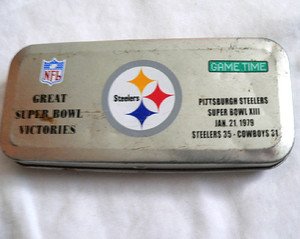 NFL
GREAT
SUPER BOWL
VICTORIES
Steelers
GAME TIME
PITTSBURGH STEELERS
SUPER BOWL XIII
JAN. 21, 1979
STEELERS 35 - COWBOYS 31